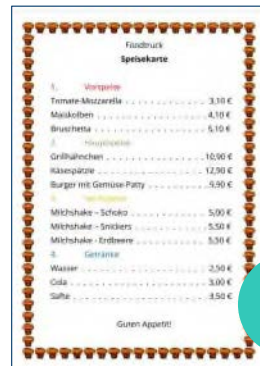 Foodtruck
Speisekarte
1. Vorspeise
Tomate-Mozzarella . . . . . . . . . . . . . . 3,10 €
Maiskolben . . . . . . . . . . . . . . 4,10 €
Bruschetta . . . . . . . . . . . . . . 5,10 €
2. Hauptspeise
Grillhähnchen . . . . . . . . . . . . . . 10,90 €
Käsespätzle . . . . . . . . . . . . . . 12,90 €
Burger mit Gemüse-Patty . . . . . . . 9,90 €
3.
Milchshake – Schoko . . . . . . . . . . 5,00 €
Milchshake – Snickers . . . . . . . . . . 5,50 €
Milchshake - Erdbeere . . . . . . . . . . 5,50 €
4. Getränke
Wasser . . . . . . . . . . . . . . 2,50 €
Cola . . . . . . . . . . . . . . 3,00 €
Säfte . . . . . . . . . . . . . . 3,50 €
Guten Appetit!